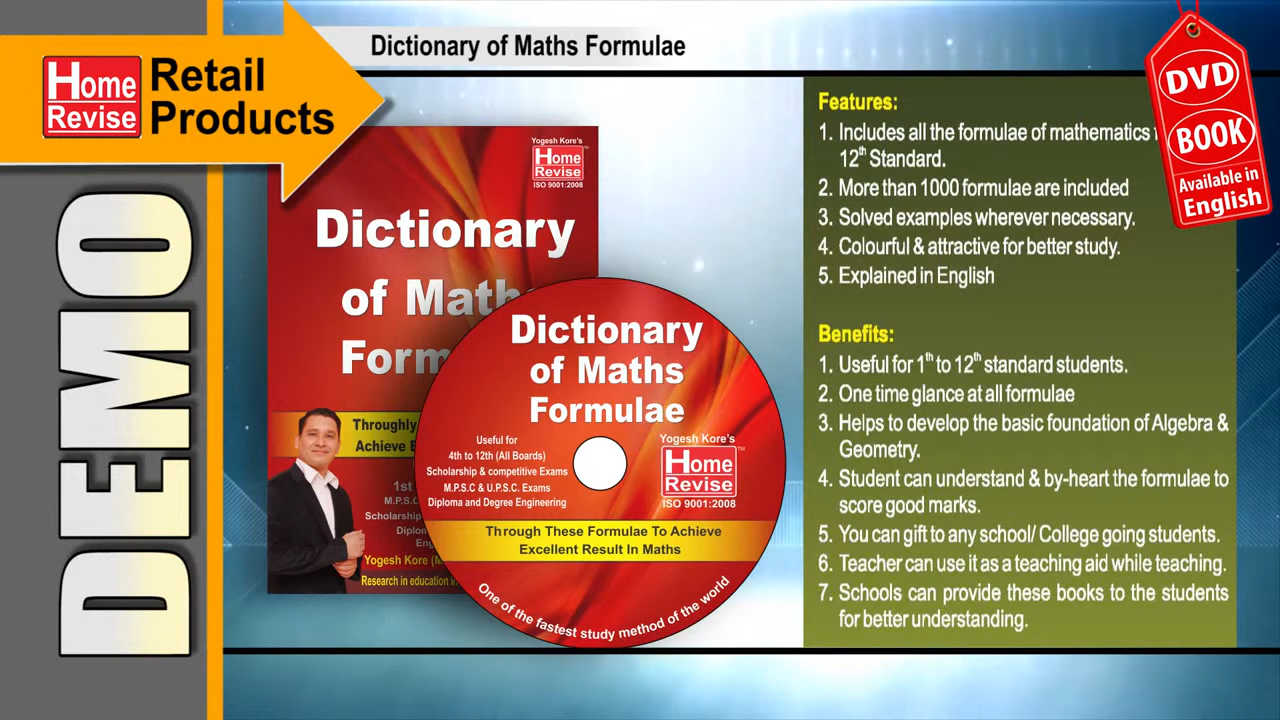 Home
Revise
Retail
Products
Dictionary of Maths Formulae
DEMO
Yogesh Kore's
Home
Revise
TM
ISO 9001:2008
Dictionary
of Maths
Form
Throughly
Achieve
1st
M.P.S.C
Scholarship
Diplom
Eng
Yogesh Kore (M
Research in education in
Dictionary
of Maths
Formulae
Useful for
4th to 12th (All Boards)
Scholarship & competitive Exams
M.P.S.C & U.P.S.C. Exams
Diploma and Degree Engineering
Yogesh Kore's
Home
Revise
TM
ISO 9001:2008
Through These Formulae To Achieve
Excellent Result In Maths
One of the fastest study method of the world
Features:
1. Includes all the formulae of mathematics
12th Standard.
2. More than 1000 formulae are included
3. Solved examples wherever necessary.
4. Colourful & attractive for better study.
5. Explained in English
Benefits:
1. Useful for 1th to 12th standard students.
2. One time glance at all formulae
3. Helps to develop the basic foundation of Algebra &
Geometry.
4. Student can understand & by-heart the formulae to
score good marks.
5. You can gift to any school/ College going students.
6. Teacher can use it as a teaching aid while teaching.
7. Schools can provide these books to the students
for better understanding.
DVD
BOOK
Available in
English